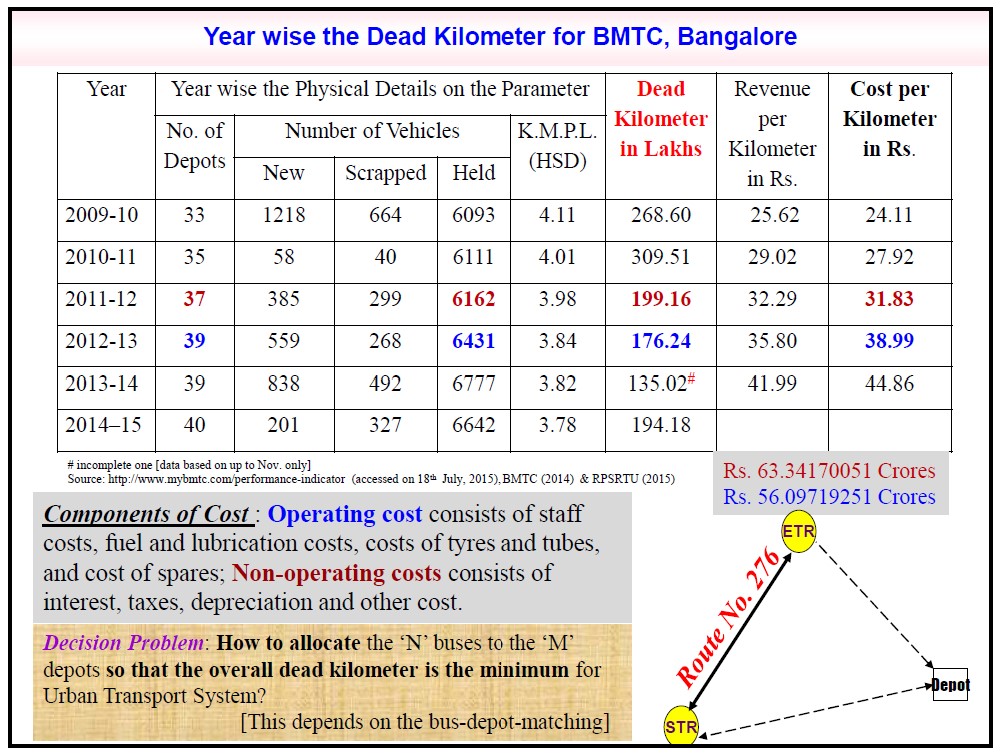 Year wise the Dead Kilometer for BMTC, Bangalore
Year Year wise the Physical Details on the Parameter Dead Kilometer in Lakhs Revenue per Kilometer in Rs. Cost per Kilometer in Rs.
No. of Depots Number of Vehicles K.M.P.L. (HSD)
New Scrapped Held
2009-10 33 1218 664 6093 4.11 268.60 25.62 24.11
2010-11 35 58 40 6111 4.01 309.51 29.02 27.92
2011-12 37 385 299 6162 3.98 199.16 32.29 31.83
2012-13 39 559 268 6431 3.84 176.24 35.80 38.99
2013-14 39 838 492 6777 3.82 135.02# 41.99 44.86
2014–15 40 201 327 6642 3.78 194.18
# incomplete one [data based on up to Nov. only]
Source: http://www.mybmtc.com/performance-indicator (accessed on 18th July, 2015), BMTC (2014) & RPSRTU (2015)
Rs. 63.34170051 Crores
Rs. 56.09719251 Crores
Components of Cost : Operating cost consists of staff
costs, fuel and lubrication costs, costs of tyres and tubes,
and cost of spares; Non-operating costs consists of
interest, taxes, depreciation and other cost.
Decision Problem: How to allocate the ‘N’ buses to the ‘M’
depots so that the overall dead kilometer is the minimum for
Urban Transport System?
[This depends on the bus-depot-matching]
ETR
Route No. 276
Depot
STR